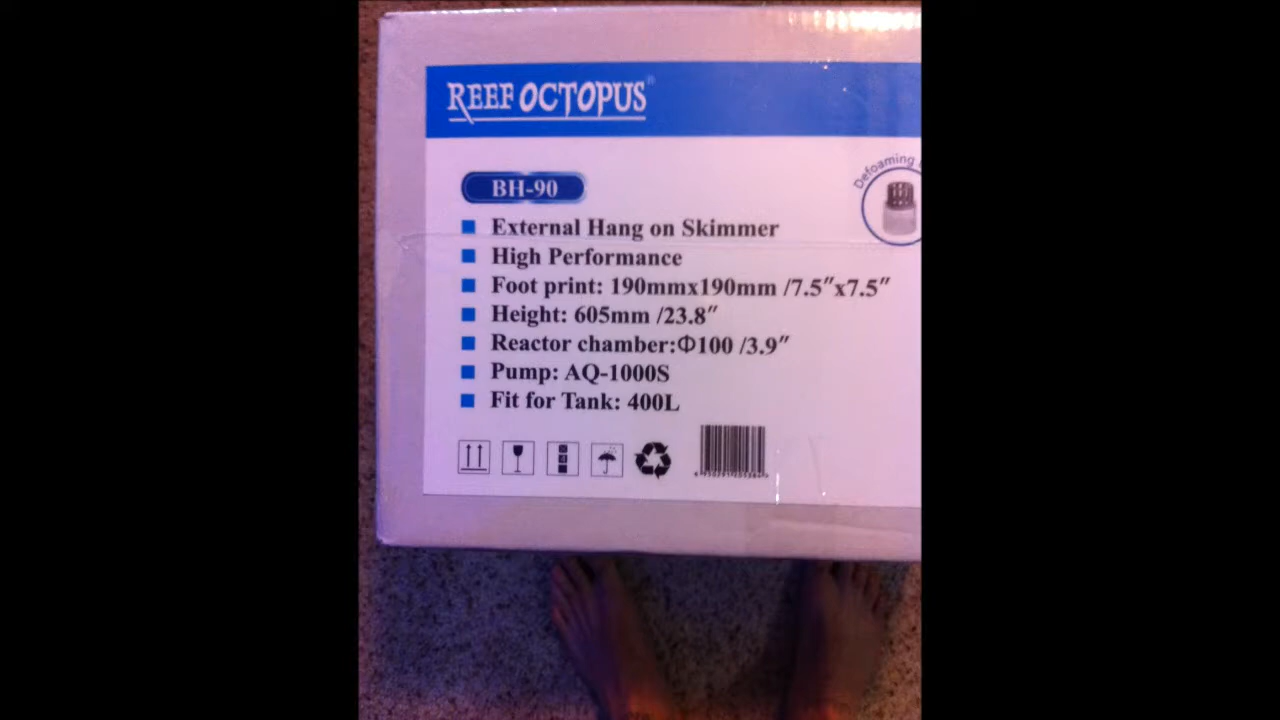 REEF OCTOPUS®
Defoaming
BH-90
External Hang on Skimmer
High Performance
Foot print: 190mmx190mm /7.5″x7.5″
Height: 605mm /23.8″
Reactor chamber:Φ100 /3.9″
Pump: AQ-1000S
Fit for Tank: 400L